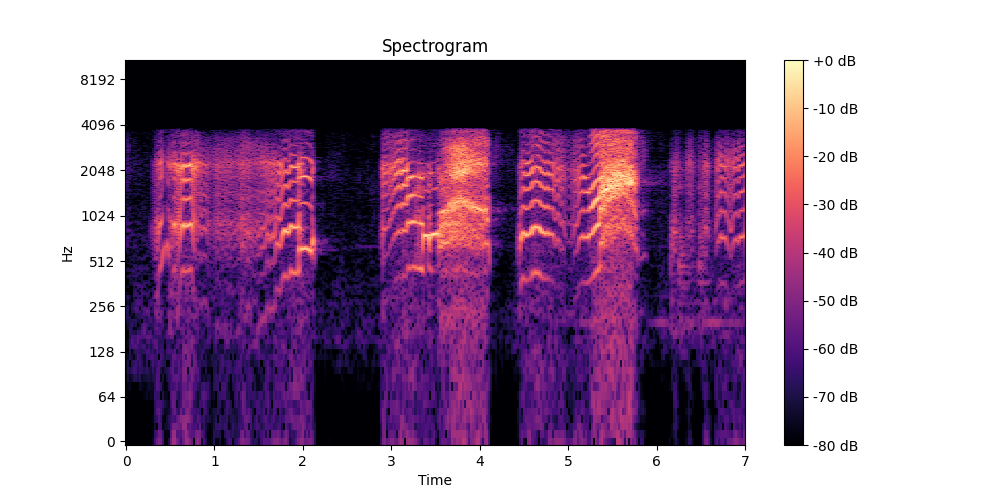 Spectrogram
8192
4096
2048
1024
512
256
128
64
0
Hz
0 1 2 3 4 5 6 7
Time
+0 dB
-10 dB
-20 dB
-30 dB
-40 dB
-50 dB
-60 dB
-70 dB
-80 dB